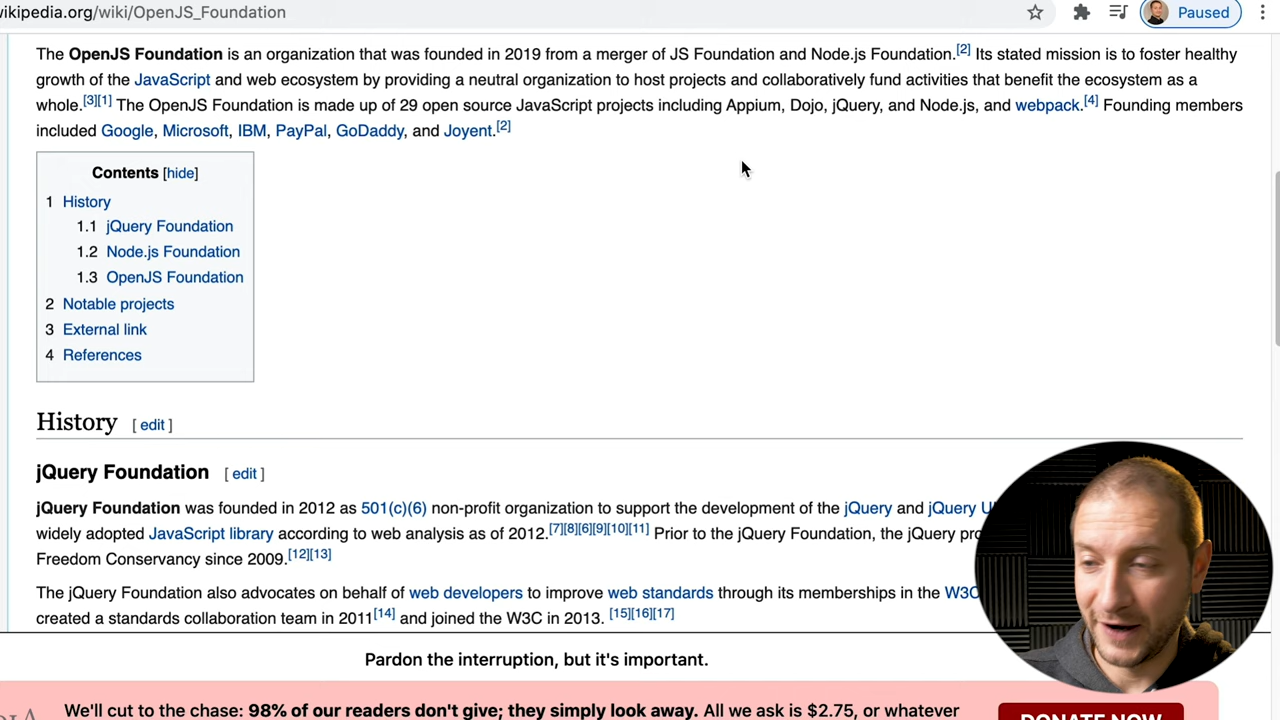 wikipedia.org/wiki/OpenJS_Foundation
Paused
The OpenJS Foundation is an organization that was founded in 2019 from a merger of JS Foundation and Node.js Foundation.[2] Its stated mission is to foster healthy
growth of the JavaScript and web ecosystem by providing a neutral organization to host projects and collaboratively fund activities that benefit the ecosystem as a
whole.[3][1] The OpenJS Foundation is made up of 29 open source JavaScript projects including Appium, Dojo, jQuery, and Node.js, and webpack.[4] Founding members
included Google, Microsoft, IBM, PayPal, GoDaddy, and Joyent.[2]
Contents [hide]
1 History
1.1 jQuery Foundation
1.2 Node.js Foundation
1.3 OpenJS Foundation
2 Notable projects
3 External link
4 References
History [ edit ]
jQuery Foundation [ edit ]
jQuery Foundation was founded in 2012 as 501(c)(6) non-profit organization to support the development of the jQuery and jQuery U
widely adopted JavaScript library according to web analysis as of 2012.[7][8][6][9][10][11] Prior to the jQuery Foundation, the jQuery pro
Freedom Conservancy since 2009.[12][13]
The jQuery Foundation also advocates on behalf of web developers to improve web standards through its memberships in the W3C
created a standards collaboration team in 2011[14] and joined the W3C in 2013. [15][16][17]
Pardon the interruption, but it's important.
We'll cut to the chase: 98% of our readers don't give; they simply look away. All we ask is $2.75, or whatever
DONATE NOW